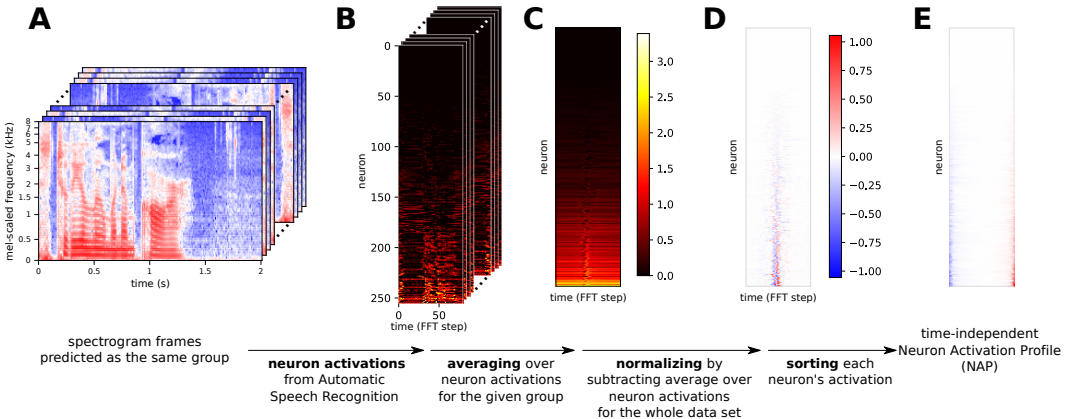 A
B
C
D
E
mel-scaled frequency (kHz)
8
7
6
5
4
3
2
1.5
1
0.5
0
0
0.5
1
1.5
2
time (s)
neuron
0
50
100
150
200
250
0
50
time (FFT step)
neuron
time (FFT step)
3.0
2.5
2.0
1.5
1.0
0.5
0.0
neuron
time (FFT step)
1.00
0.75
0.50
0.25
0.00
−0.25
−0.50
−0.75
−1.00
neuron
spectrogram frames
predicted as the same group
neuron activations
from Automatic
Speech Recognition
averaging over
neuron activations
for the given group
normalizing by
subtracting average over
neuron activations
for the whole data set
sorting each
neuron's activation
time-independent
Neuron Activation Profile
(NAP)